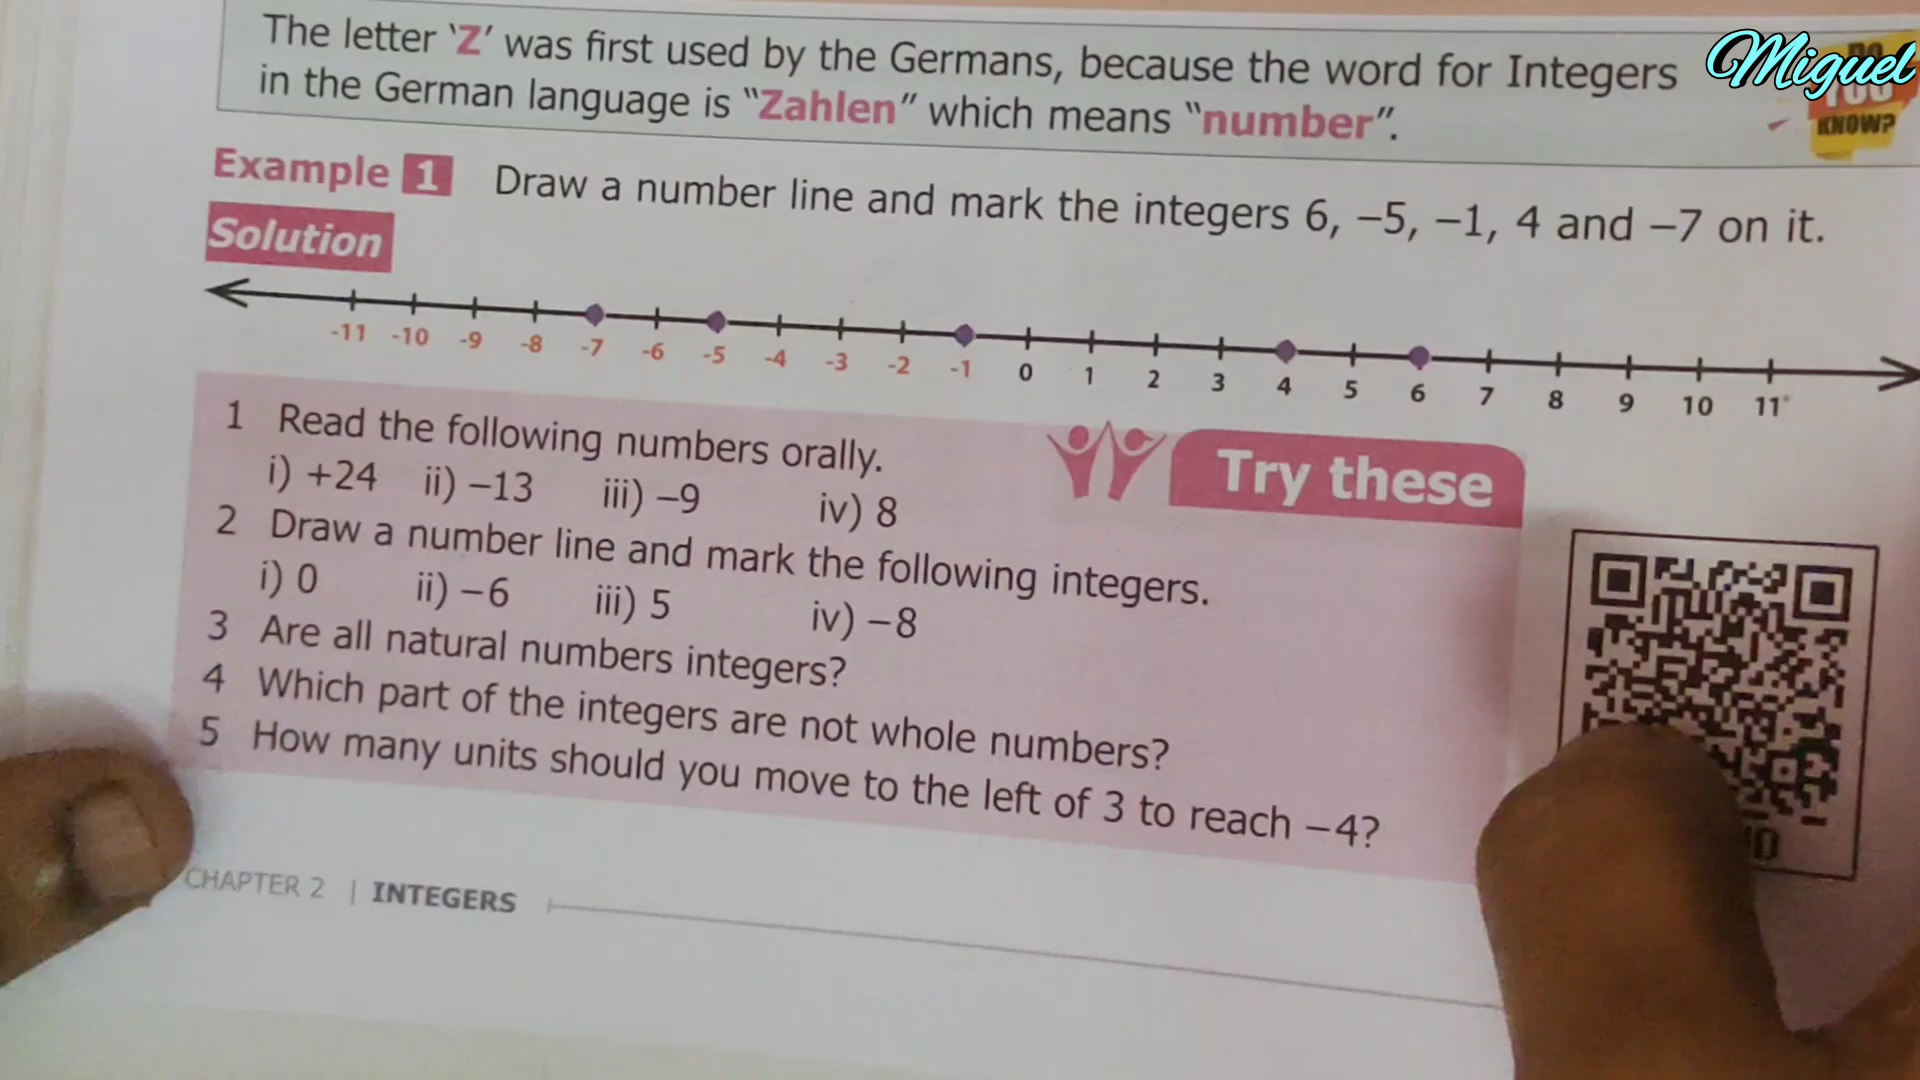 The letter ‘Z’ was first used by the Germans, because the word for Integers
in the German language is “Zahlen” which means “number”.
Miguel
YOU
KNOW?
Example 1 Draw a number line and mark the integers 6, –5, –1, 4 and –7 on it.
Solution
-11 -10 -9 -8 -7 -6 -5 -4 -3 -2 -1 0 1 2 3 4 5 6 7 8 9 10 11
Try these
1 Read the following numbers orally.
i) +24 ii) –13 iii) –9 iv) 8
2 Draw a number line and mark the following integers.
i) 0 ii) –6 iii) 5 iv) –8
3 Are all natural numbers integers?
4 Which part of the integers are not whole numbers?
5 How many units should you move to the left of 3 to reach –4?
CHAPTER 2 | INTEGERS